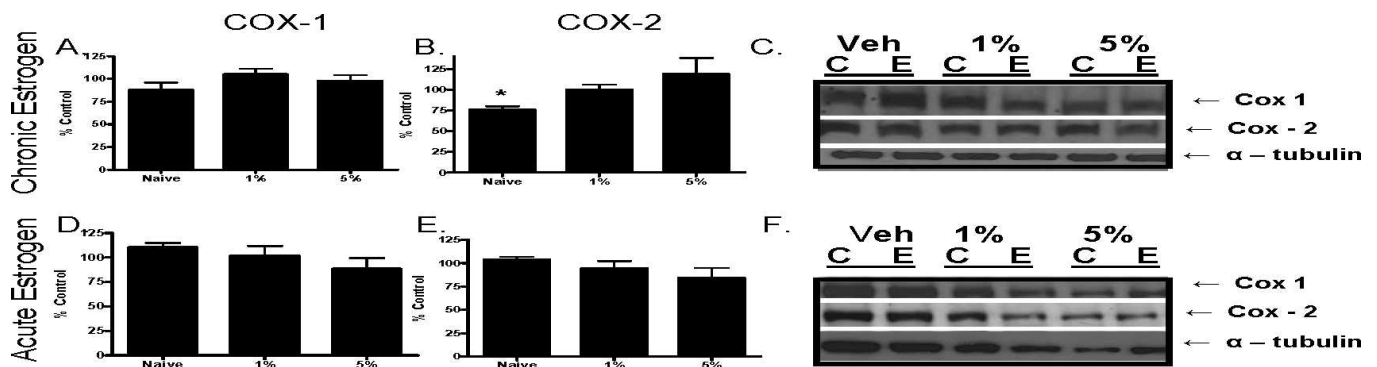 COX-1
COX-2
Chronic Estrogen
A.
% Control
125
100
75
50
25
0
Naive 1% 5%
B.
% Control
125
100
75
50
25
0
*
Naive 1% 5%
C.
Veh 1% 5%
C E C E C E
← Cox 1
← Cox - 2
← α – tubulin
Acute Estrogen
D.
% Control
125
100
75
50
25
0
Naive 1% 5%
E.
% Control
125
100
75
50
25
0
Naive 1% 5%
F.
Veh 1% 5%
C E C E C E
← Cox 1
← Cox - 2
← α – tubulin